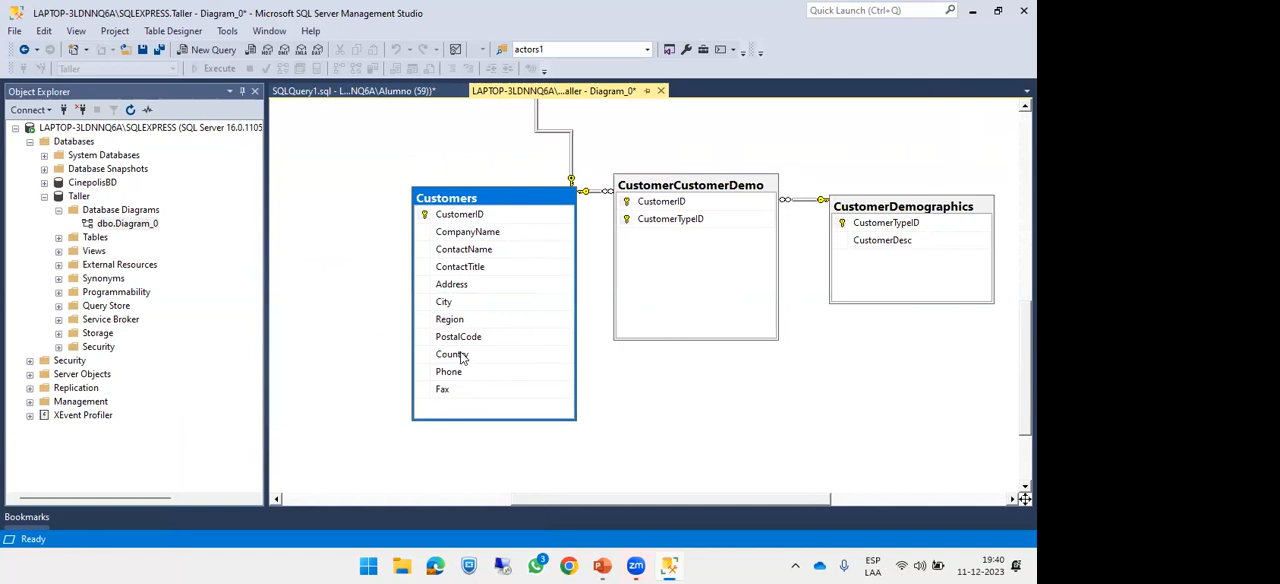 LAPTOP-3LDNNQ6A\SQLEXPRESS.Taller - Diagram_0* - Microsoft SQL Server Management Studio
Quick Launch (Ctrl+Q)
File Edit View Project Table Designer Tools Window Help
New Query actors1
Taller Execute
Object Explorer
SQLQuery1.sql - L...NQ6A\Alumno (59))*
LAPTOP-3LDNNQ6A\...aller - Diagram_0*
Connect
LAPTOP-3LDNNQ6A\SQLEXPRESS (SQL Server 16.0.1105
Databases
System Databases
Database Snapshots
CinepolisBD
Taller
Database Diagrams
dbo.Diagram_0
Tables
Views
External Resources
Synonyms
Programmability
Query Store
Service Broker
Storage
Security
Security
Server Objects
Replication
Management
XEvent Profiler
Customers
CustomerID
CompanyName
ContactName
ContactTitle
Address
City
Region
PostalCode
Country
Phone
Fax
CustomerCustomerDemo
CustomerID
CustomerTypeID
CustomerDemographics
CustomerTypeID
CustomerDesc
Bookmarks
Ready
3
zm
ESP
LAA
19:40
11-12-2023